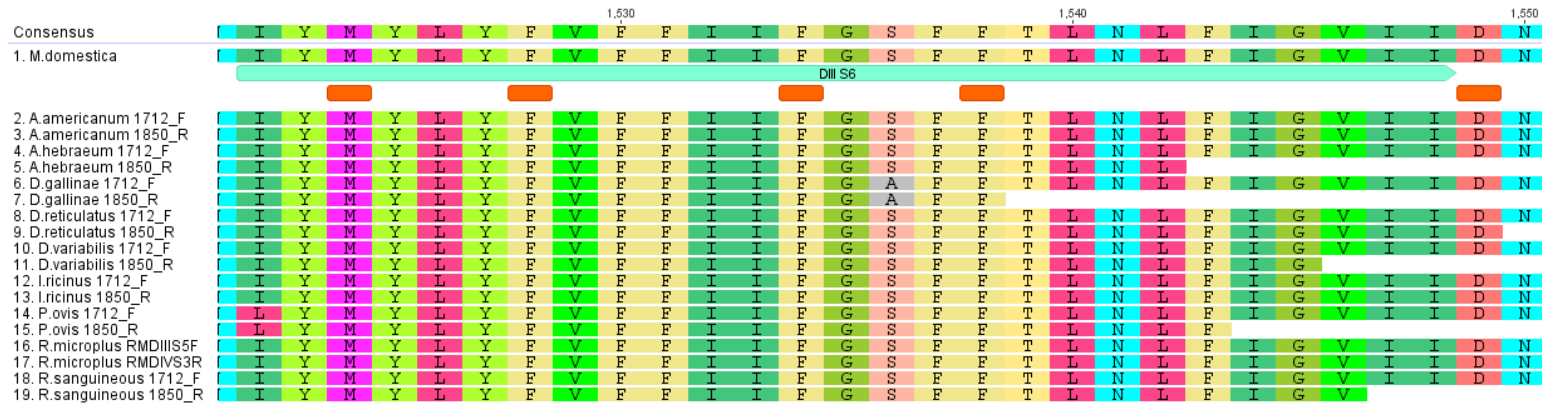 1,530 1,540 1,550
Consensus I Y M Y L Y F V F F I I F G S F F T L N L F I G V I I D N
1. M.domestica I Y M Y L Y F V F F I I F G S F F T L N L F I G V I I D N
DIII S6
2. A.americanum 1712_F I Y M Y L Y F V F F I I F G S F F T L N L F I G V I I D N
3. A.americanum 1850_R I Y M Y L Y F V F F I I F G S F F T L N L F I G V I I D N
4. A.hebraeum 1712_F I Y M Y L Y F V F F I I F G S F F T L N L F I G V I I D N
5. A.hebraeum 1850_R I Y M Y L Y F V F F I I F G S F F T L N L
6. D.gallinae 1712_F I Y M Y L Y F V F F I I F G A F F T L N L F I G V I I D N
7. D.gallinae 1850_R I Y M Y L Y F V F F I I F G A F F
8. D.reticulatus 1712_F I Y M Y L Y F V F F I I F G S F F T L N L F I G V I I D N
9. D.reticulatus 1850_R I Y M Y L Y F V F F I I F G S F F T L N L F I G V I I D
10. D.variabilis 1712_F I Y M Y L Y F V F F I I F G S F F T L N L F I G V I I D N
11. D.variabilis 1850_R I Y M Y L Y F V F F I I F G S F F T L N L F I G
12. I.ricinus 1712_F I Y M Y L Y F V F F I I F G S F F T L N L F I G V I I D N
13. I.ricinus 1850_R I Y M Y L Y F V F F I I F G S F F T L N L F I G V I I D N
14. P.ovis 1712_F L Y M Y L Y F V F F I I F G S F F T L N L F I G V I I D N
15. P.ovis 1850_R L Y M Y L Y F V F F I I F G S F F T L N L F
16. R.microplus RMDIIIS5F I Y M Y L Y F V F F I I F G S F F T L N L F I G V I I D N
17. R.microplus RMDIVS3R I Y M Y L Y F V F F I I F G S F F T L N L F I G V I I D N
18. R.sanguineous 1712_F I Y M Y L Y F V F F I I F G S F F T L N L F I G V I I D N
19. R.sanguineous 1850_R I Y M Y L Y F V F F I I F G S F F T L N L F I G V